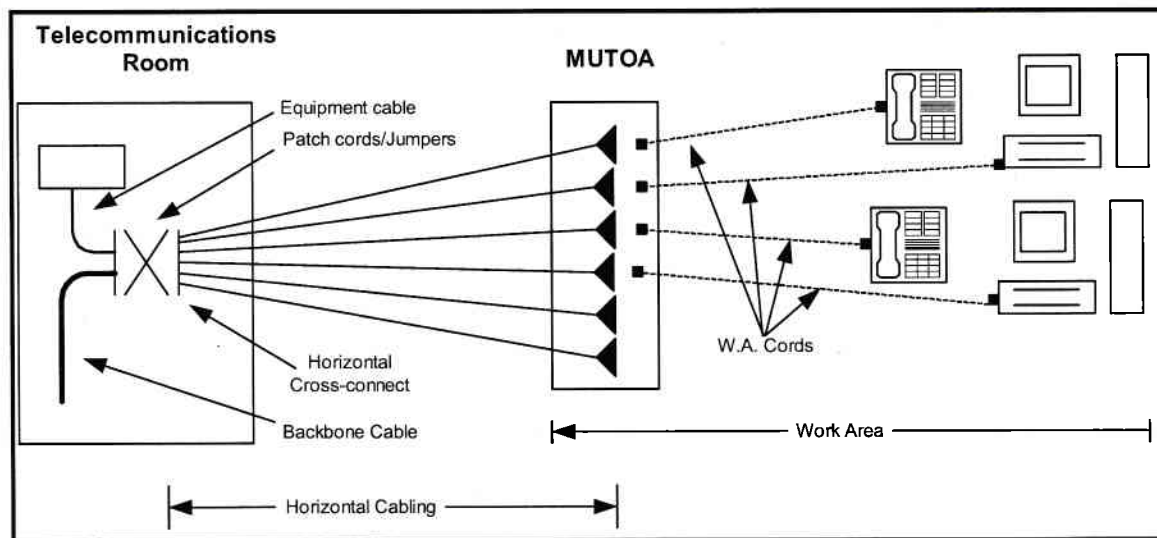 Telecommunications
Room
MUTOA
Equipment cable
Patch cords/Jumpers
W.A. Cords
Horizontal
Cross-connect
Backbone Cable
Work Area
Horizontal Cabling